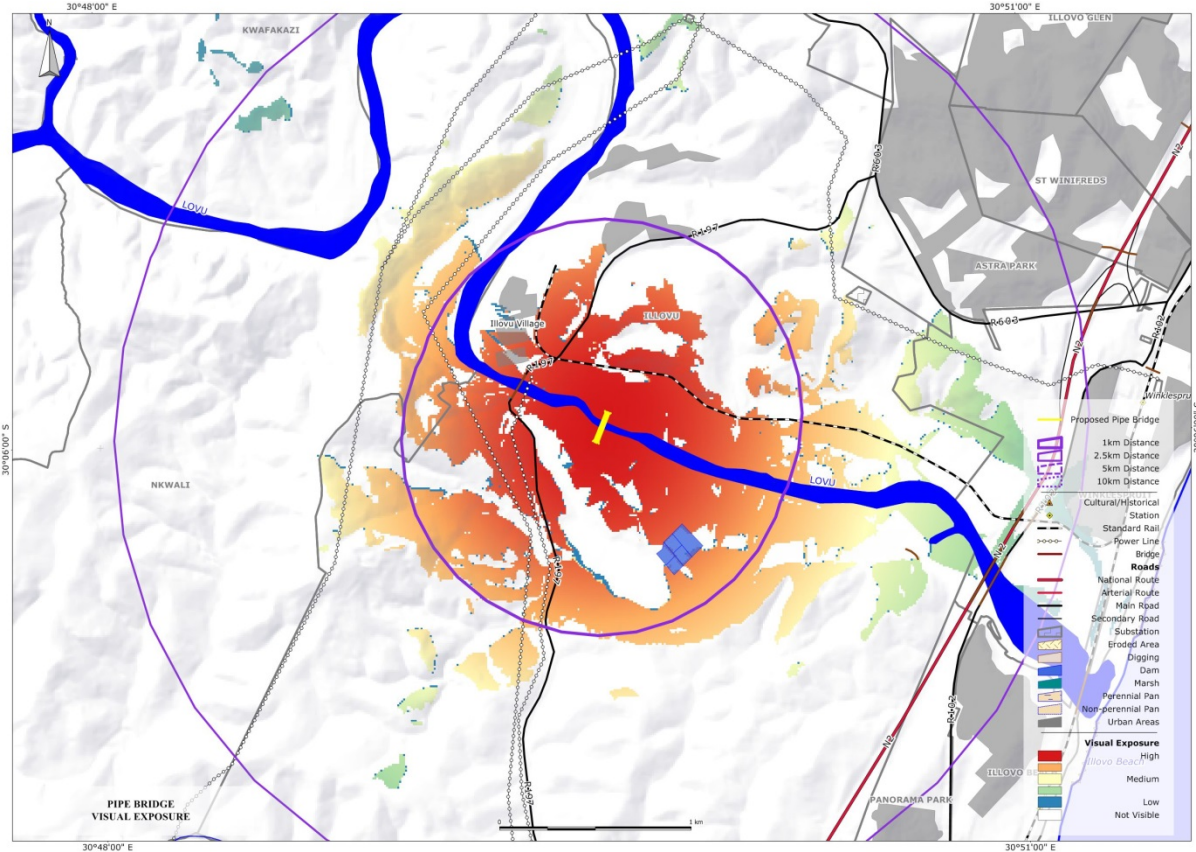 30°48'00" E
30°51'00" E
N
KWAFAKAZI
ILLOVO GLEN
R603
N2
ST WINIFREDS
LOVU
R197
ASTRA PARK
Illovu Village
ILLOVU
R603
N2
R102
R197
Winklespru
30°06'00" S
Proposed Pipe Bridge
1km Distance
2.5km Distance
5km Distance
10km Distance
NKWALI
LOVU
Cultural/Historical
Station
Standard Rail
Power Line
Bridge
Roads
National Route
Arterial Route
Main Road
Secondary Road
Substation
Eroded Area
Digging
Dam
Marsh
Perennial Pan
Non-perennial Pan
Urban Areas
N2
R197
R102
N2
Visual Exposure
High
Medium
Low
Not Visible
Illovo Beach
PIPE BRIDGE
VISUAL EXPOSURE
R197
0
1 km
PANORAMA PARK
30°48'00" E
30°51'00" E